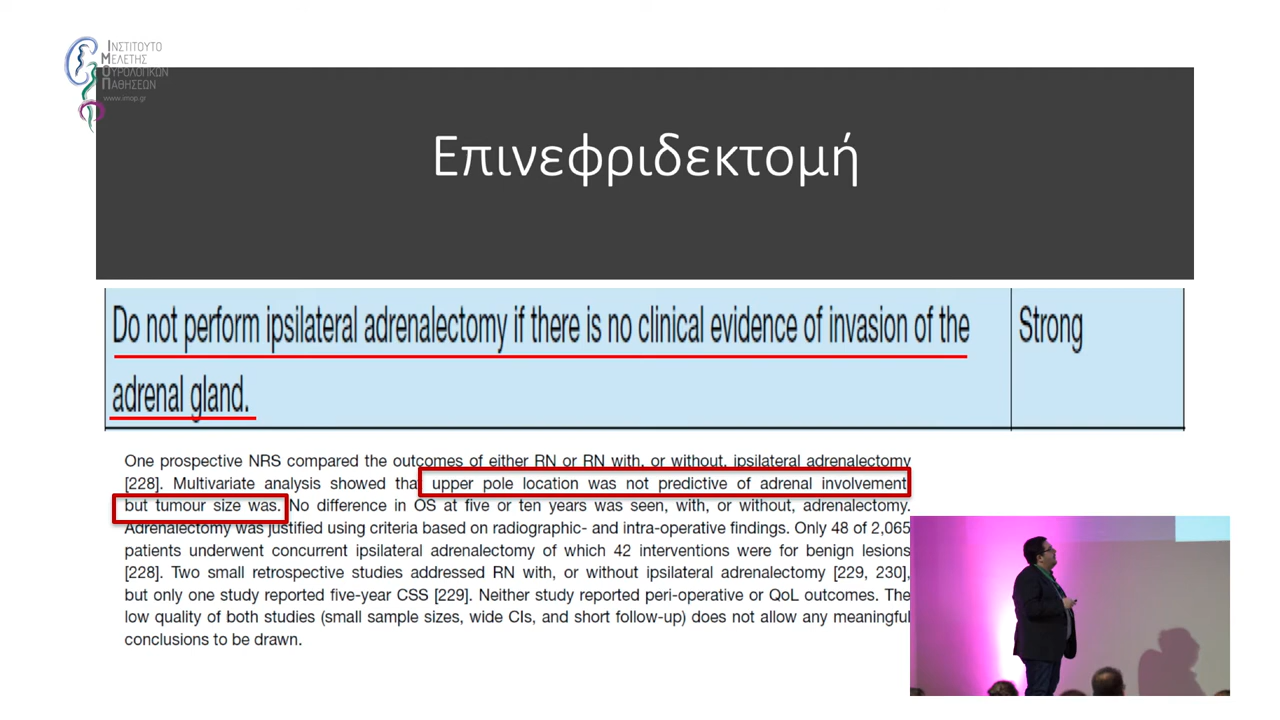 ΙΝΣΤΙΤΟΥΤΟ
ΜΕΛΕΤΗΣ
ΟΥΡΟΛΟΓΙΚΩΝ
ΠΑΘΗΣΕΩΝ
www.imop.gr
Επινεφριδεκτομή
Do not perform ipsilateral adrenalectomy if there is no clinical evidence of invasion of the
adrenal gland.
Strong
One prospective NRS compared the outcomes of either RN or RN with, or without, ipsilateral adrenalectomy
[228]. Multivariate analysis showed tha upper pole location was not predictive of adrenal involvement
but tumour size was. No difference in OS at five or ten years was seen, with, or without, adrenalectomy.
Adrenalectomy was justified using criteria based on radiographic- and intra-operative findings. Only 48 of 2,065
patients underwent concurrent ipsilateral adrenalectomy of which 42 interventions were for benign lesions
[228]. Two small retrospective studies addressed RN with, or without ipsilateral adrenalectomy [229, 230],
but only one study reported five-year CSS [229]. Neither study reported peri-operative or QoL outcomes. The
low quality of both studies (small sample sizes, wide CIs, and short follow-up) does not allow any meaningful
conclusions to be drawn.